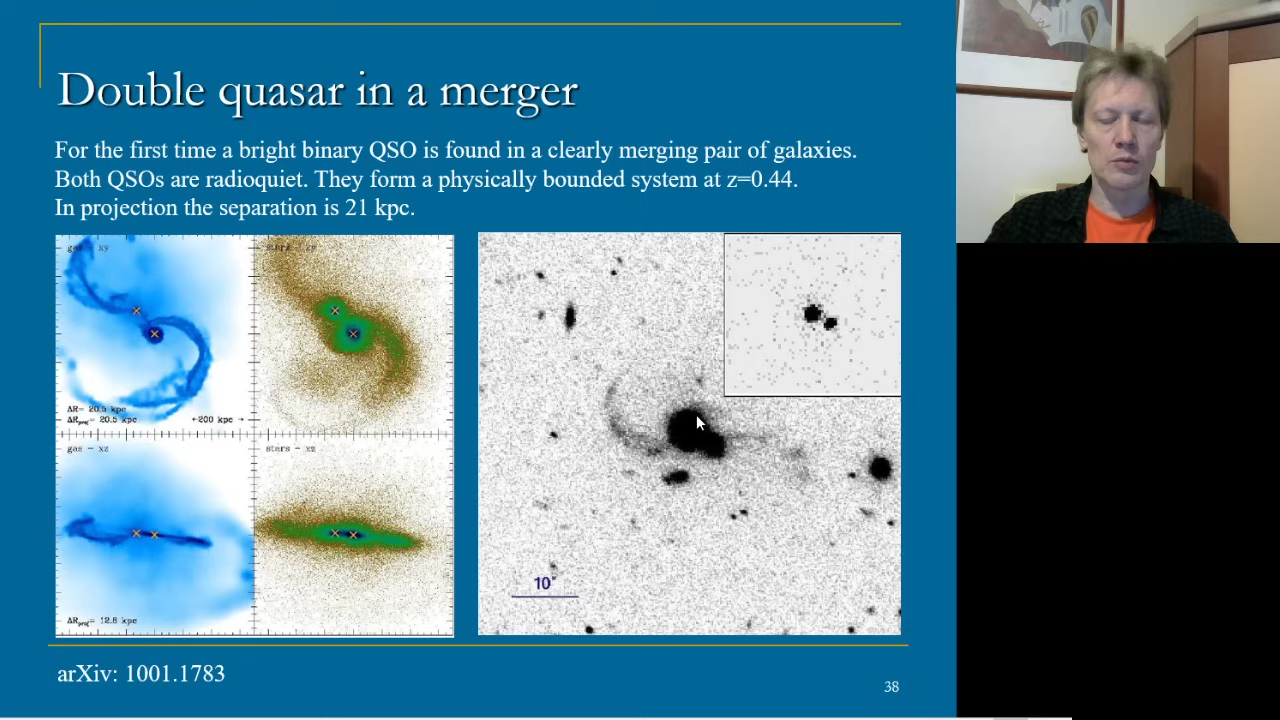 Double quasar in a merger
For the first time a bright binary QSO is found in a clearly merging pair of galaxies.
Both QSOs are radioquiet. They form a physically bounded system at z=0.44.
In projection the separation is 21 kpc.
gas - xy
stars - xy
ΔR= 20.5 kpc
ΔRproj= 20.5 kpc
←200 kpc →
gas - xz
stars - xz
ΔRproj= 12.8 kpc
10"
arXiv: 1001.1783
38